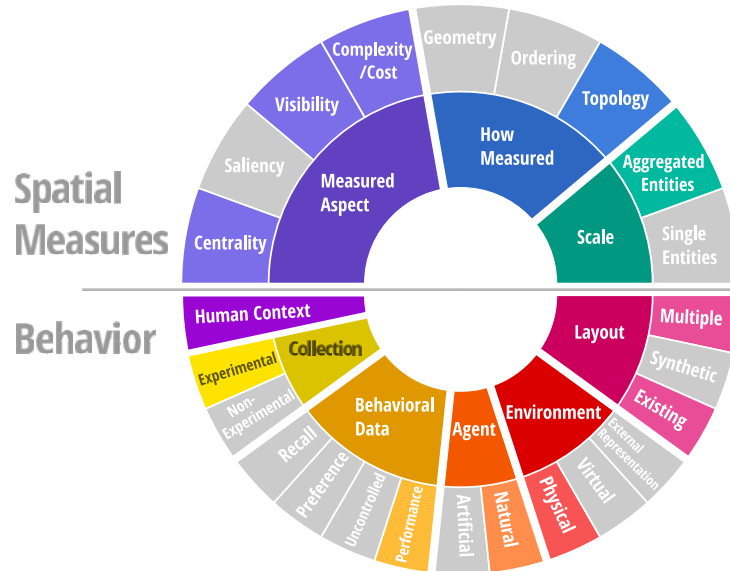 Complexity
/Cost
Geometry
Ordering
Visibility
Topology
Saliency
How
Measured
Aggregated
Entities
Measured
Aspect
Spatial
Measures
Centrality
Scale
Single
Entities
Human Context
Behavior
Layout
Multiple
Experimental
Collection
Synthetic
Non-
Experimental
Behavioral
Data
Agent
Environment
Existing
Recall
Preference
Uncontrolled
Performance
Artificial
Natural
Physical
Virtual
External
Representation